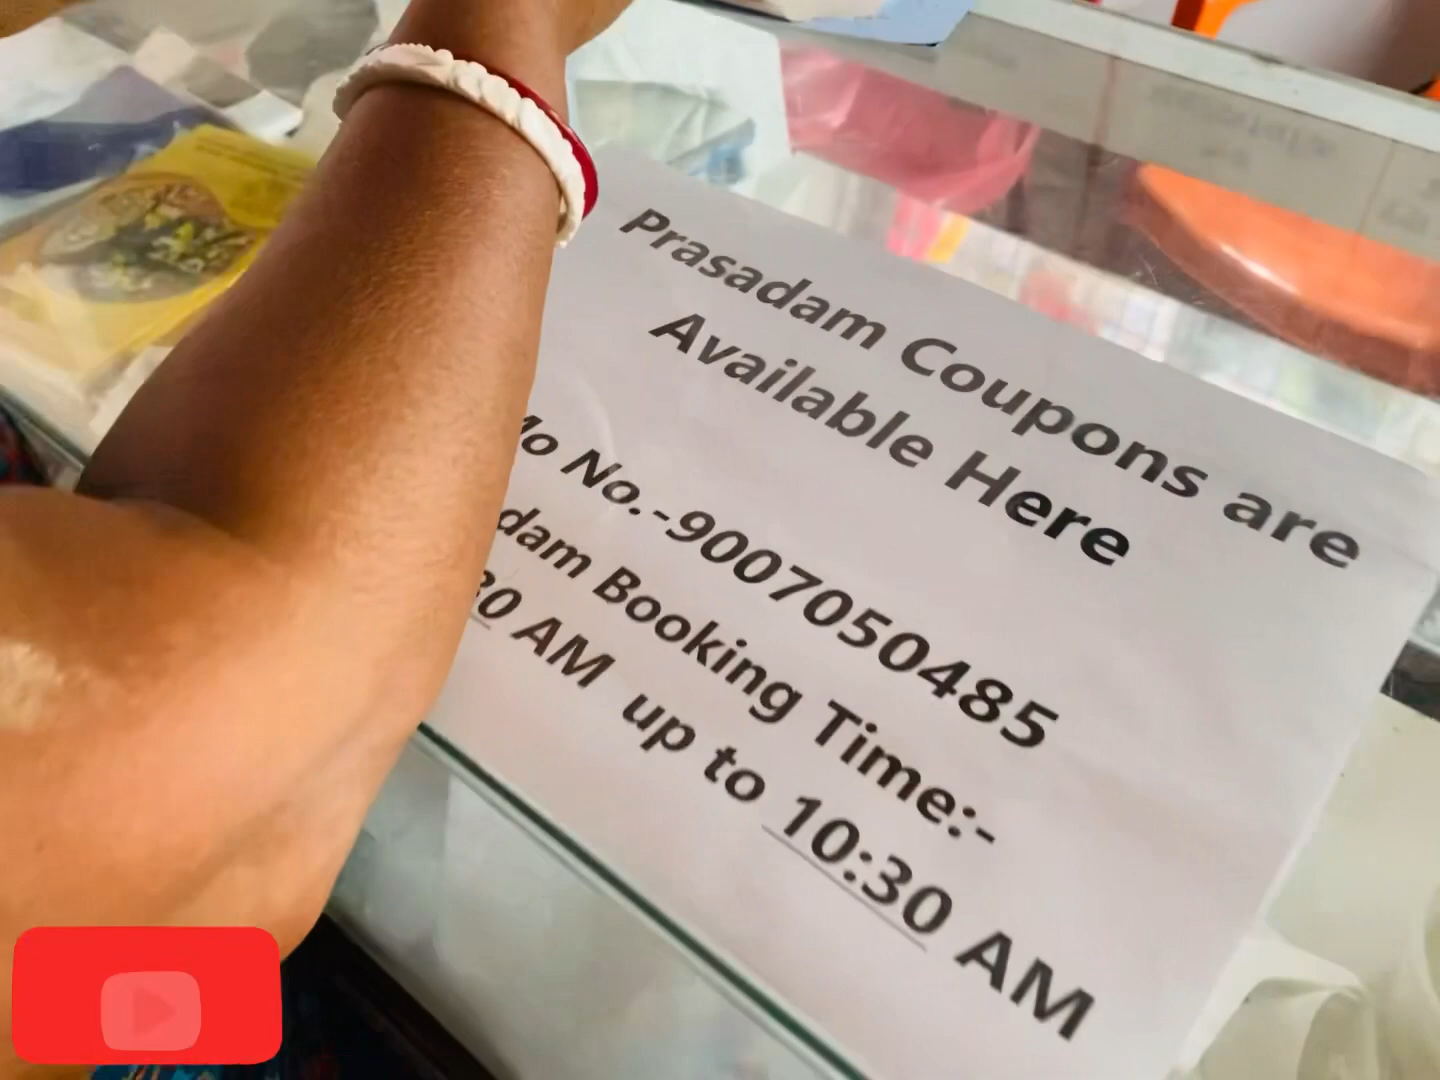 Prasadam Coupons are
Available Here
No.-9007050485
Booking Time:-
AM up to 10:30 AM